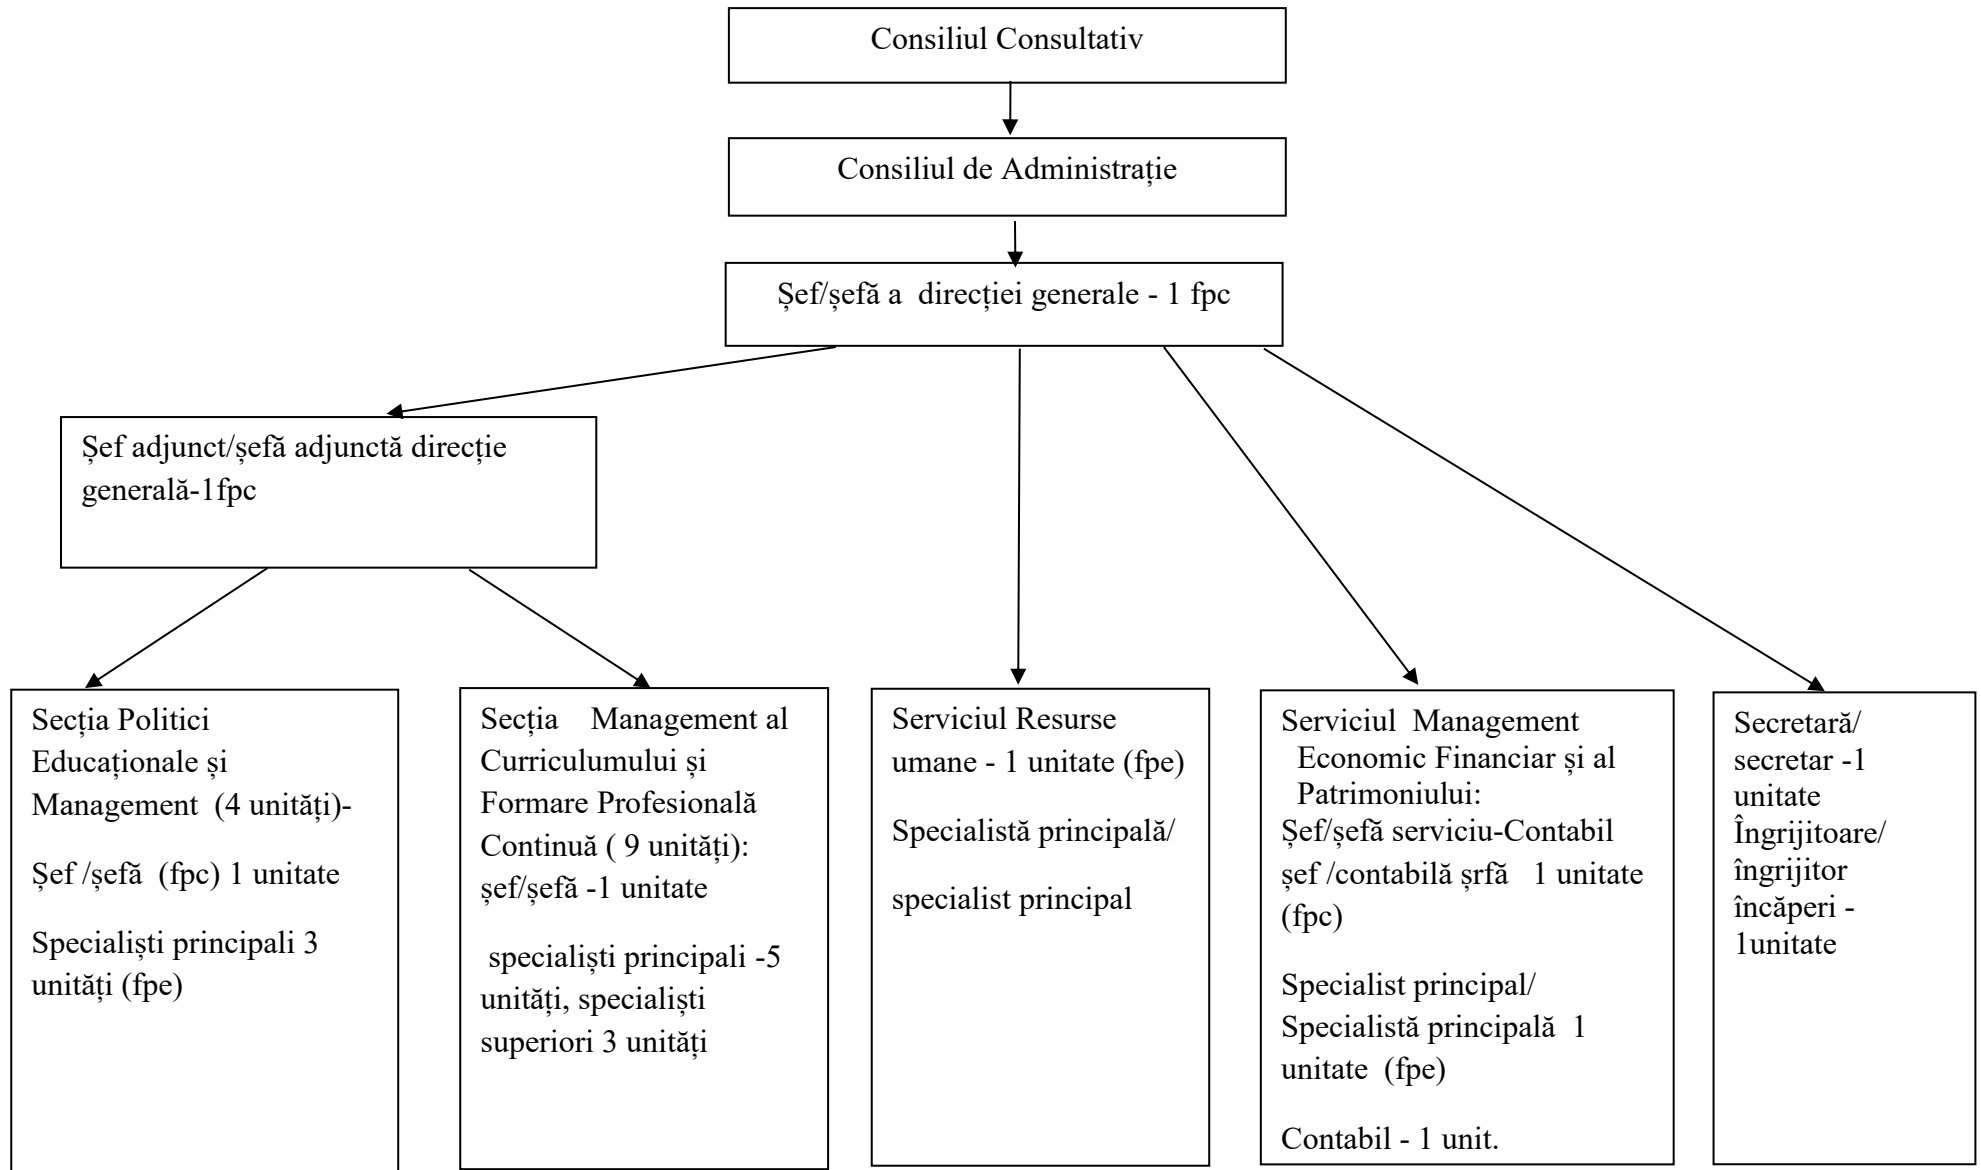 Consiliul Consultativ
Consiliul de Administrație
Șef/șefă a  direcției generale - 1 fpc
Șef adjunct/șefă adjunctă direcție
generală-1fpc
Secția Politici
Educaționale și
Management  (4 unități)-
Șef /șefă  (fpc) 1 unitate
Specialiști principali 3
unități (fpe)
Secția    Management al
Curriculumului și
Formare Profesională
Continuă ( 9 unități):
șef/șefă -1 unitate
specialiști principali -5
unități, specialiști
superiori 3 unități
Serviciul Resurse
umane - 1 unitate (fpe)
Specialistă principală/
specialist principal
Serviciul  Management
Economic Financiar și al
Patrimoniului:
Șef/șefă serviciu-Contabil
șef /contabilă șrfă   1 unitate
(fpc)
Specialist principal/
Specialistă principală  1
unitate  (fpe)
Contabil - 1 unit.
Secretară/
secretar -1
unitate
Îngrijitoare/
îngrijitor
încăperi -
1unitate